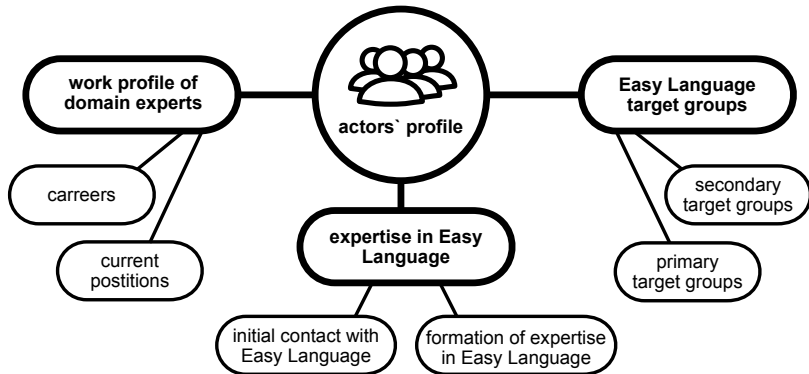 work profile of
domain experts
actors` profile
Easy Language
target groups
carreers
secondary
target groups
current
postitions
expertise in Easy
Language
primary
target groups
initial contact with
Easy Language
formation of expertise
in Easy Language